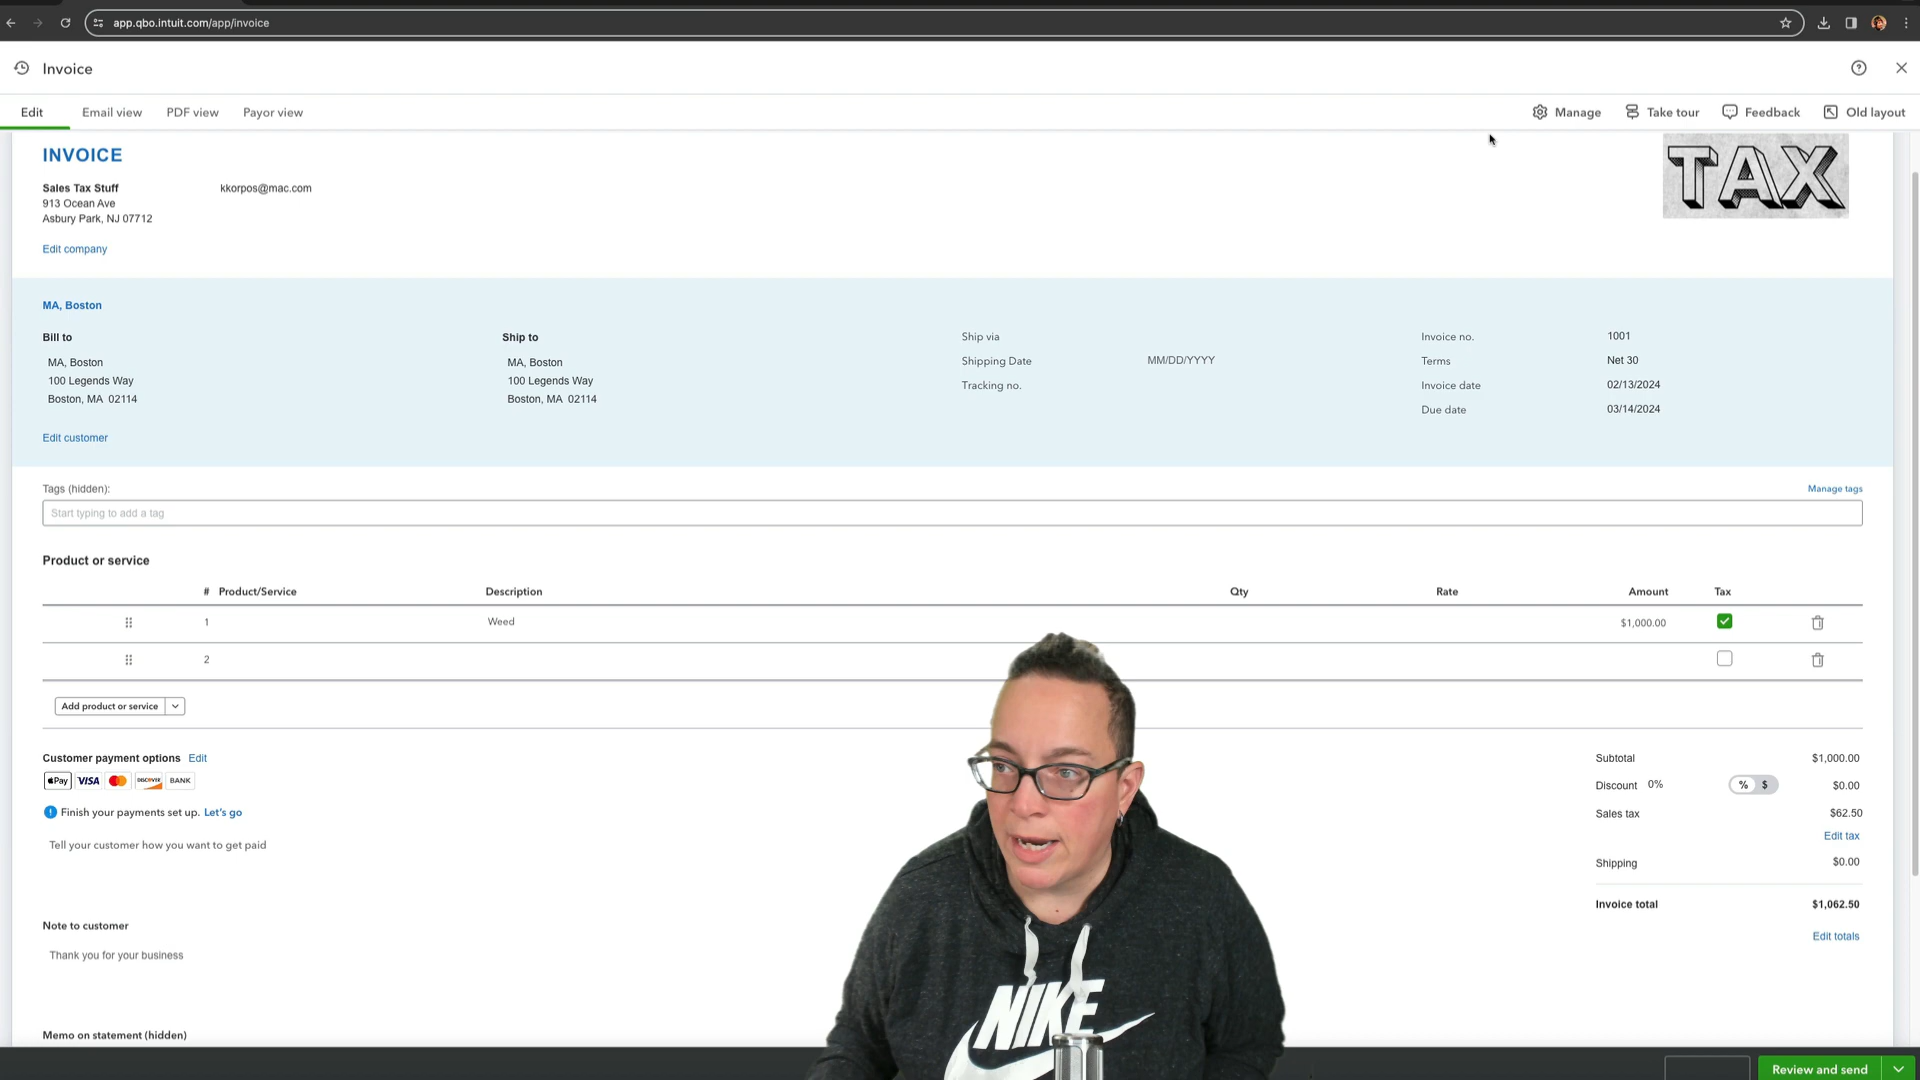 app.qbo.intuit.com/app/invoice
Invoice
Edit
Email view
PDF view
Payor view
Manage
Take tour
Feedback
Old layout
INVOICE
TAX
Sales Tax Stuff
kkorpos@mac.com
913 Ocean Ave
Asbury Park, NJ 07712
Edit company
MA, Boston
Bill to
MA, Boston
100 Legends Way
Boston, MA 02114
Edit customer
Ship to
MA, Boston
100 Legends Way
Boston, MA 02114
Ship via
Shipping Date MM/DD/YYYY
Tracking no.
Invoice no. 1001
Terms Net 30
Invoice date 02/13/2024
Due date 03/14/2024
Tags (hidden):
Manage tags
Start typing to add a tag
Product or service
# Product/Service Description Qty Rate Amount Tax
1 Weed $1,000.00
2
Add product or service
Customer payment options Edit
Pay VISA DISCOVER BANK
! Finish your payments set up. Let's go
Tell your customer how you want to get paid
Note to customer
Thank you for your business
Memo on statement (hidden)
Subtotal $1,000.00
Discount 0% % $ $0.00
Sales tax $62.50
Edit tax
Shipping $0.00
Invoice total $1,062.50
Edit totals
NIKE
Review and send